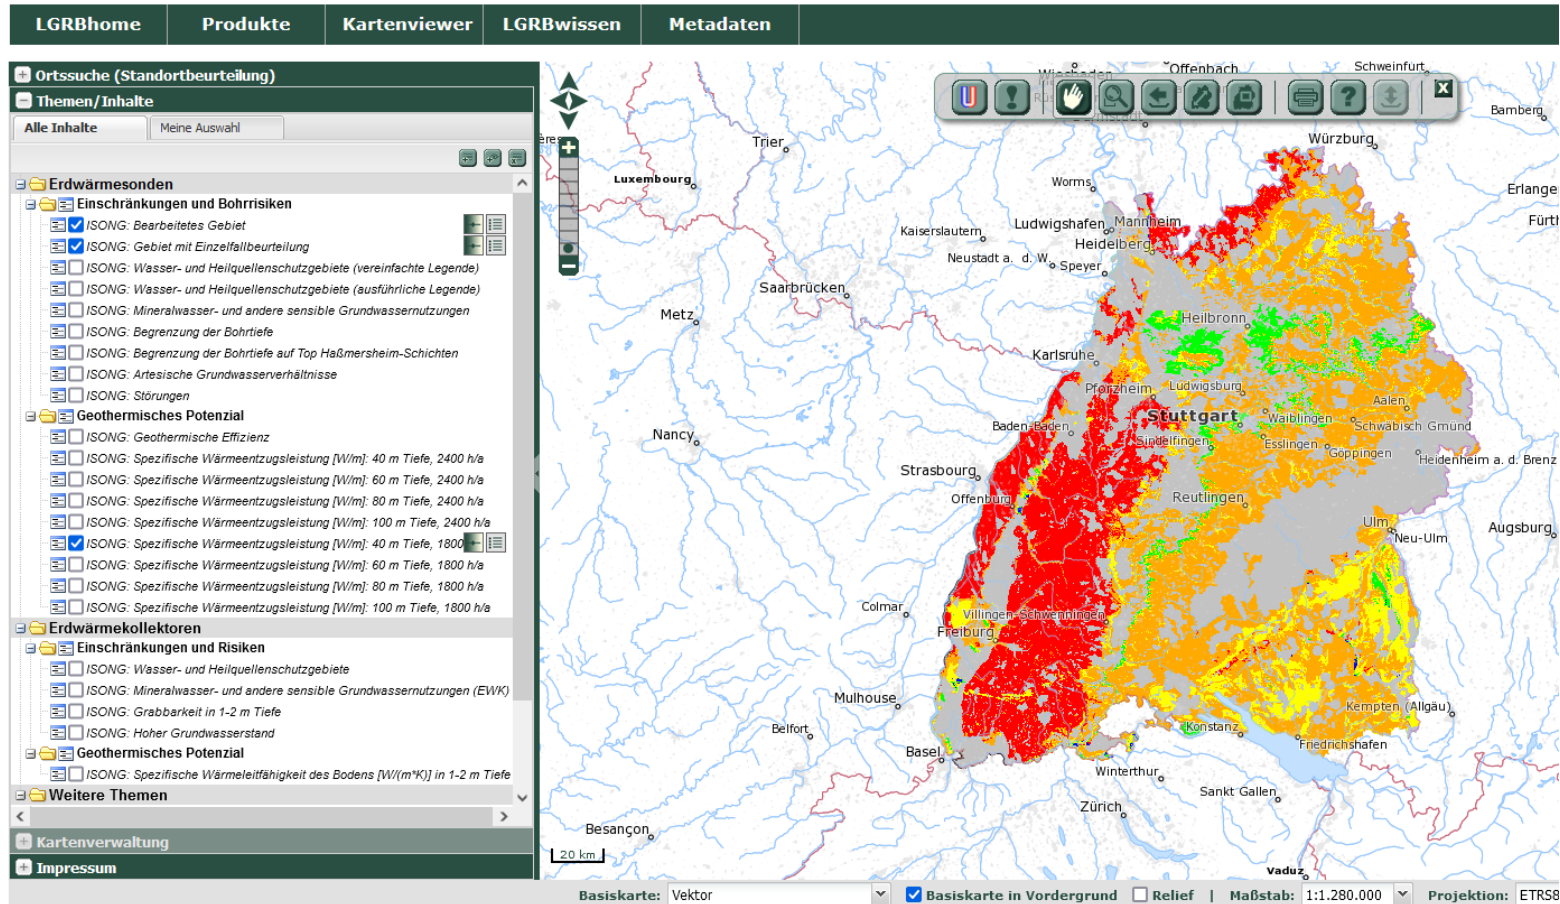 LGRBhome Produkte Kartenviewer LGRBwissen Metadaten
Ortssuche (Standortbeurteilung)
Themen/Inhalte
Alle Inhalte Meine Auswahl
Erdwärmesonden
Einschränkungen und Bohrrisiken
ISONG: Bearbeitetes Gebiet
ISONG: Gebiet mit Einzelfallbeurteilung
ISONG: Wasser- und Heilquellenschutzgebiete (vereinfachte Legende)
ISONG: Wasser- und Heilquellenschutzgebiete (ausführliche Legende)
ISONG: Mineralwasser- und andere sensible Grundwassernutzungen
ISONG: Begrenzung der Bohrtiefe
ISONG: Begrenzung der Bohrtiefe auf Top Haßmersheim-Schichten
ISONG: Artesische Grundwasserverhältnisse
ISONG: Störungen
Geothermisches Potenzial
ISONG: Geothermische Effizienz
ISONG: Spezifische Wärmeentzugsleistung [W/m]: 40 m Tiefe, 2400 h/a
ISONG: Spezifische Wärmeentzugsleistung [W/m]: 60 m Tiefe, 2400 h/a
ISONG: Spezifische Wärmeentzugsleistung [W/m]: 80 m Tiefe, 2400 h/a
ISONG: Spezifische Wärmeentzugsleistung [W/m]: 100 m Tiefe, 2400 h/a
ISONG: Spezifische Wärmeentzugsleistung [W/m]: 40 m Tiefe, 1800
ISONG: Spezifische Wärmeentzugsleistung [W/m]: 60 m Tiefe, 1800 h/a
ISONG: Spezifische Wärmeentzugsleistung [W/m]: 80 m Tiefe, 1800 h/a
ISONG: Spezifische Wärmeentzugsleistung [W/m]: 100 m Tiefe, 1800 h/a
Erdwärmekollektoren
Einschränkungen und Risiken
ISONG: Wasser- und Heilquellenschutzgebiete
ISONG: Mineralwasser- und andere sensible Grundwassernutzungen (EWK)
ISONG: Grabbarkeit in 1-2 m Tiefe
ISONG: Hoher Grundwasserstand
Geothermisches Potenzial
ISONG: Spezifische Wärmeleitfähigkeit des Bodens [W/(m*K)] in 1-2 m Tiefe
Weitere Themen
Kartenverwaltung
Impressum
Offenbach
Schweinfurt
Bamberg
Würzburg
Trier
Luxembourg
Worms
Erlange
Ludwigshafen
Mannheim
Fürth
Kaiserslautern
Heidelberg
Neustadt a. d. W.
Speyer
Saarbrücken
Metz
Heilbronn
Karlsruhe
Pforzheim
Ludwigsburg
Aalen
Stuttgart
Waiblingen
Schwäbisch Gmünd
Baden-Baden
Nancy
Sindelfingen
Esslingen
Göppingen
Heidenheim a. d. Brenz
Strasbourg
Offenburg
Reutlingen
Ulm
Neu-Ulm
Augsburg
Colmar
Villingen-Schwenningen
Freiburg
Mulhouse
Kempten (Allgäu)
Belfort
Konstanz
Friedrichshafen
Basel
Winterthur
Sankt Gallen
Zürich
Besançon
20 km
Vaduz
Basiskarte: Vektor Basiskarte in Vordergrund Relief | Maßstab: 1:1.280.000 Projektion: ETRS8